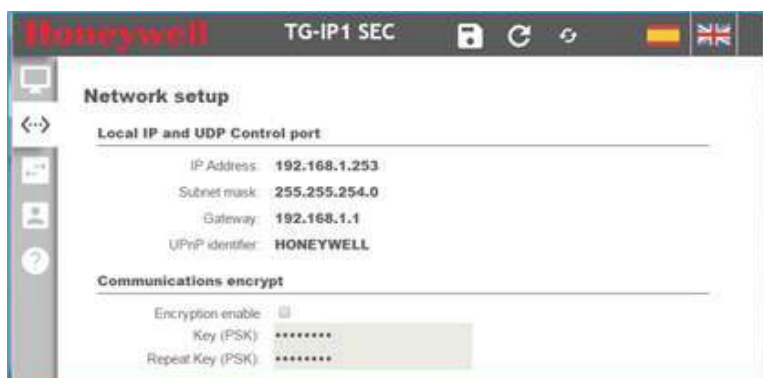 Honeywell TG-IP1 SEC
Network setup
Local IP and UDP Control port
IP Address: 192.168.1.253
Subnet mask: 255.255.254.0
Gateway: 192.168.1.1
UPnP identifier: HONEYWELL
Communications encrypt
Encryption enable
Key (PSK): ••••••••
Repeat Key (PSK): ••••••••